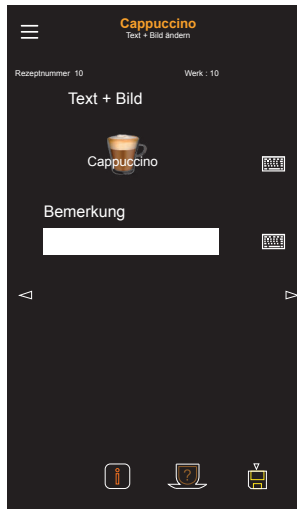 Cappuccino
Text + Bild ändern
Rezeptnummer 10 Werk : 10
Text + Bild
Cappuccino
Bemerkung
?